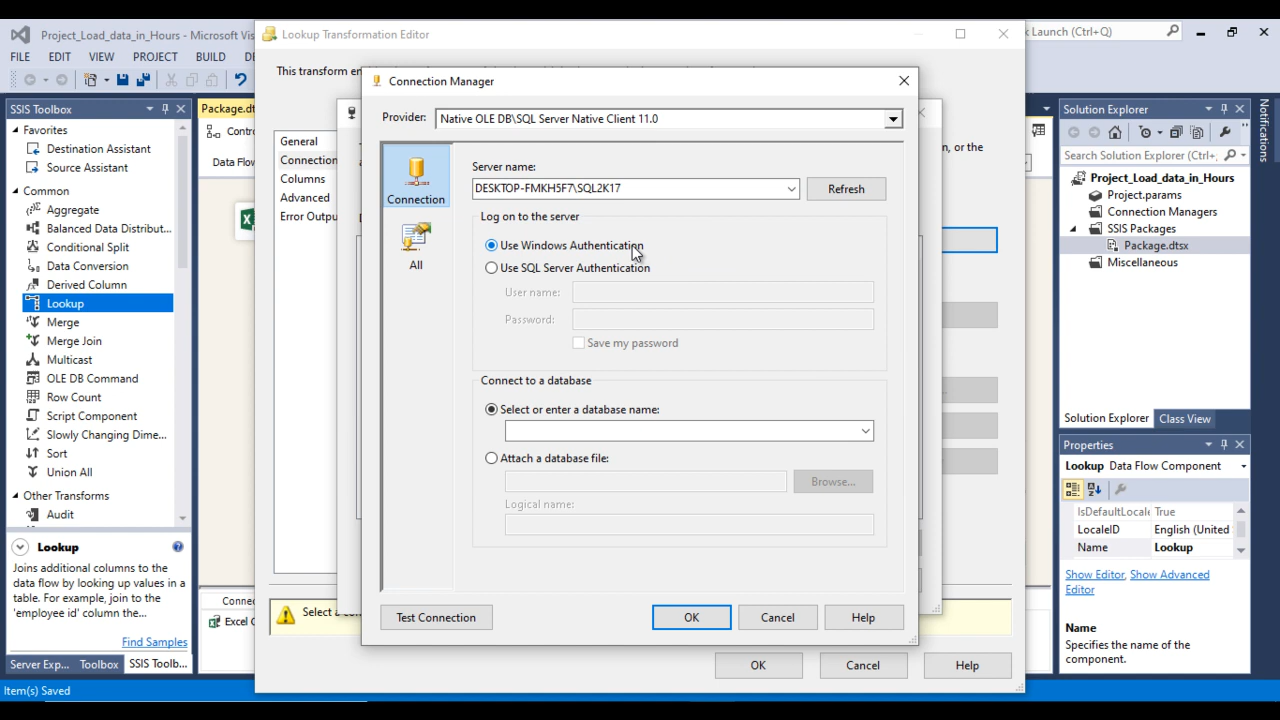 Project_Load_data_in_Hours - Microsoft Vis
Lookup Transformation Editor
k Launch (Ctrl+Q)
FILE EDIT VIEW PROJECT BUILD DE
This transform en
Connection Manager
SSIS Toolbox
Package.dt
Solution Explorer
Notifications
Provider: Native OLE DB\SQL Server Native Client 11.0
Favorites
Destination Assistant
Source Assistant
Contro
Data Flow
General
Connection
Columns
Advanced
Error Outpu
n, or the
Search Solution Explorer (Ctrl+;
Common
Aggregate
Balanced Data Distribut...
Conditional Split
Data Conversion
Derived Column
Lookup
Merge
Merge Join
Multicast
OLE DB Command
Row Count
Script Component
Slowly Changing Dime...
Sort
Union All
Other Transforms
Audit
Connection
All
Server name:
DESKTOP-FMKH5F7\SQL2K17
Refresh
Log on to the server
Use Windows Authentication
Use SQL Server Authentication
User name:
Password:
Save my password
Connect to a database
Select or enter a database name:
Attach a database file:
Browse...
Logical name:
Test Connection
OK
Cancel
Help
Project_Load_data_in_Hours
Project.params
Connection Managers
SSIS Packages
Package.dtsx
Miscellaneous
Solution Explorer Class View
Properties
Lookup Data Flow Component
IsDefaultLocale True
LocaleID English (United
Name Lookup
Show Editor, Show Advanced
Editor
Name
Specifies the name of the
component.
Lookup
Joins additional columns to the
data flow by looking up values in a
table. For example, join to the
'employee id' column the...
Find Samples
Server Exp... Toolbox SSIS Toolb...
Connec
Excel C
Select a co
OK
Cancel
Help
Item(s) Saved